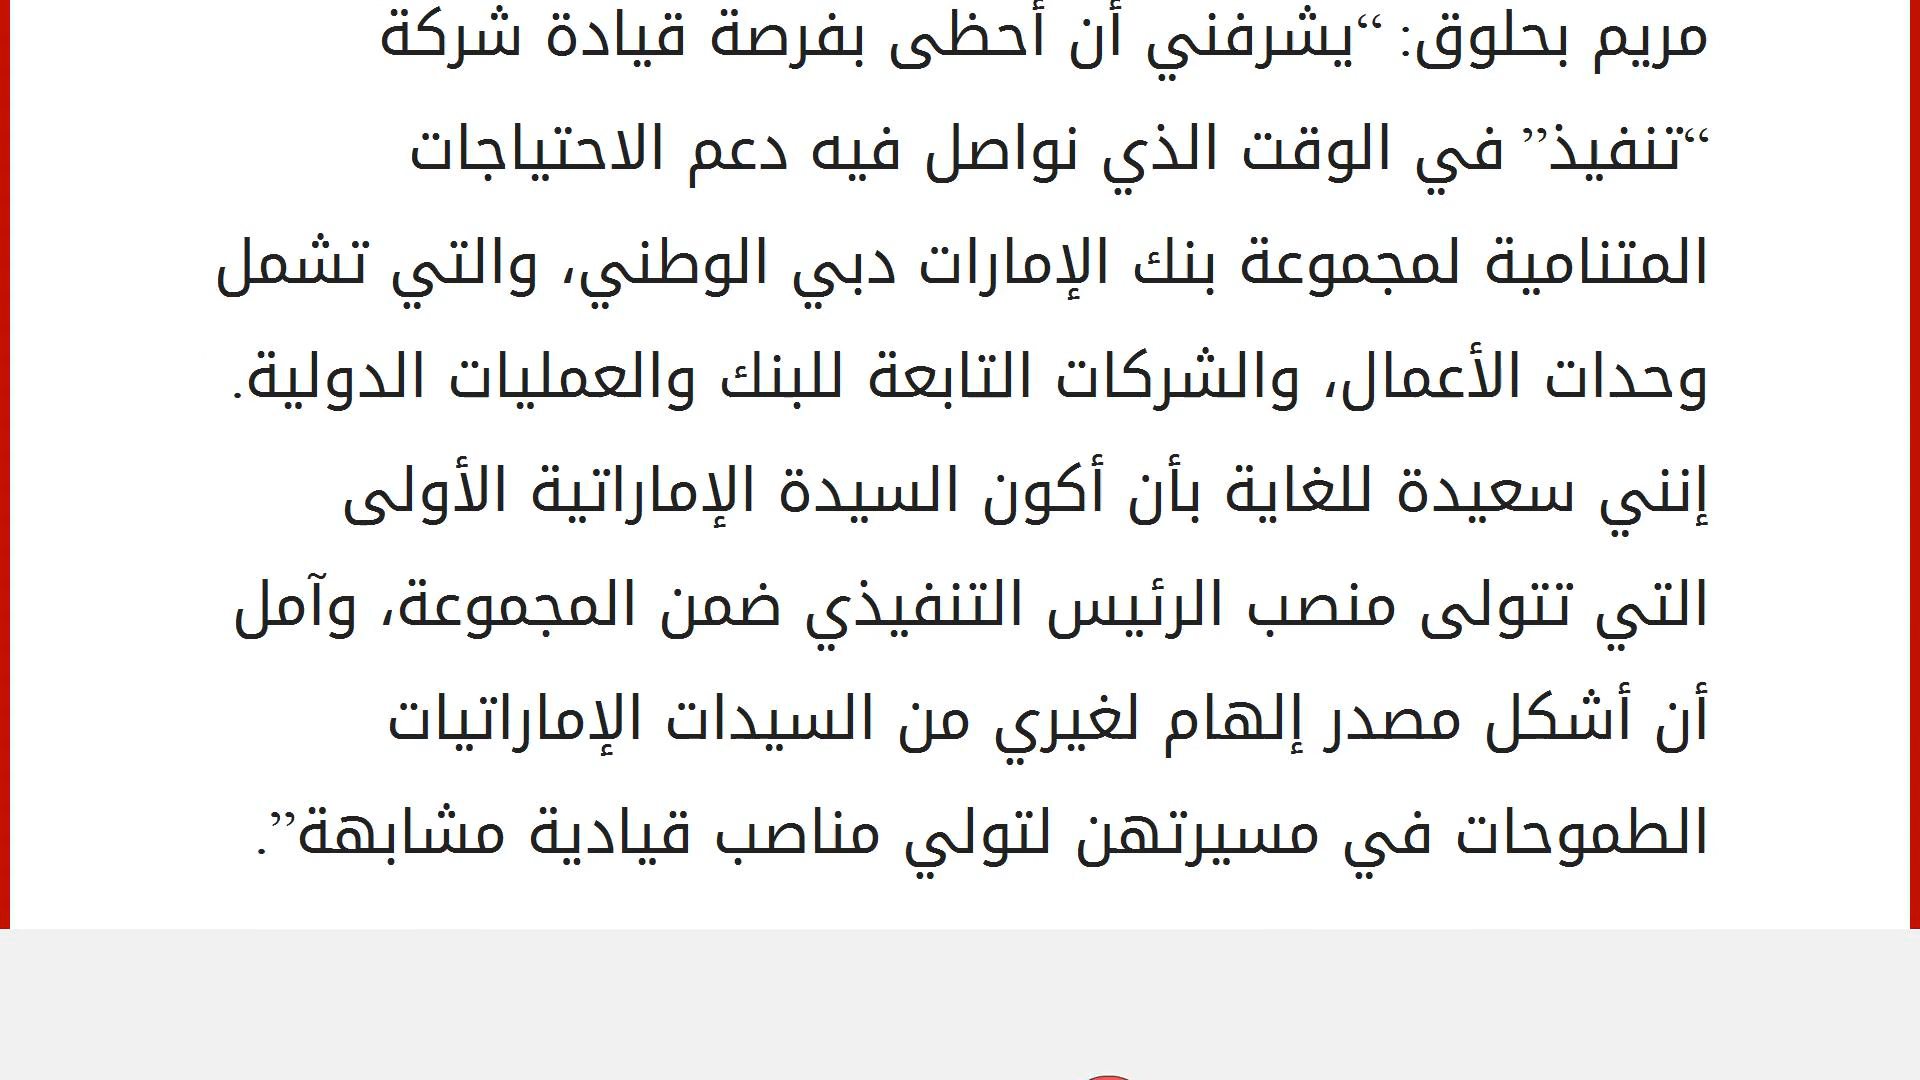 مريم بحلوق: “يشرفني أن أحظى بفرصة قيادة شركة
“تنفيذ” في الوقت الذي نواصل فيه دعم الاحتياجات
المتنامية لمجموعة بنك الإمارات دبي الوطني، والتي تشمل
وحدات الأعمال، والشركات التابعة للبنك والعمليات الدولية.
إنني سعيدة للغاية بأن أكون السيدة الإماراتية الأولى
التي تتولى منصب الرئيس التنفيذي ضمن المجموعة، وآمل
أن أشكل مصدر إلهام لغيري من السيدات الإماراتيات
الطموحات في مسيرتهن لتولي مناصب قيادية مشابهة”.